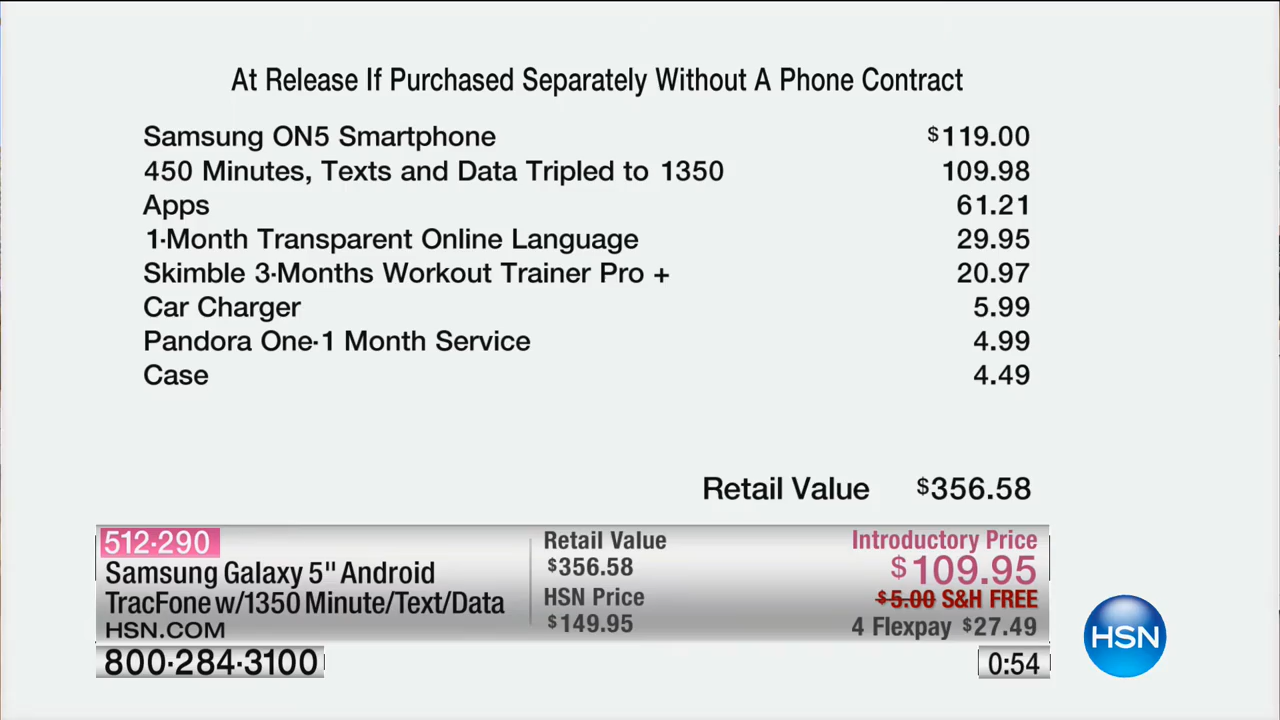 At Release If Purchased Separately Without A Phone Contract
Samsung ON5 Smartphone $119.00
450 Minutes, Texts and Data Tripled to 1350 109.98
Apps 61.21
1-Month Transparent Online Language 29.95
Skimble 3-Months Workout Trainer Pro + 20.97
Car Charger 5.99
Pandora One-1 Month Service 4.99
Case 4.49
Retail Value $356.58
512-290
Samsung Galaxy 5" Android
TracFone w/1350 Minute/Text/Data
HSN.COM
800-284-3100
Retail Value
$356.58
HSN Price
$149.95
Introductory Price
$109.95
$5.00 S&H FREE
4 Flexpay $27.49
0:54
HSN